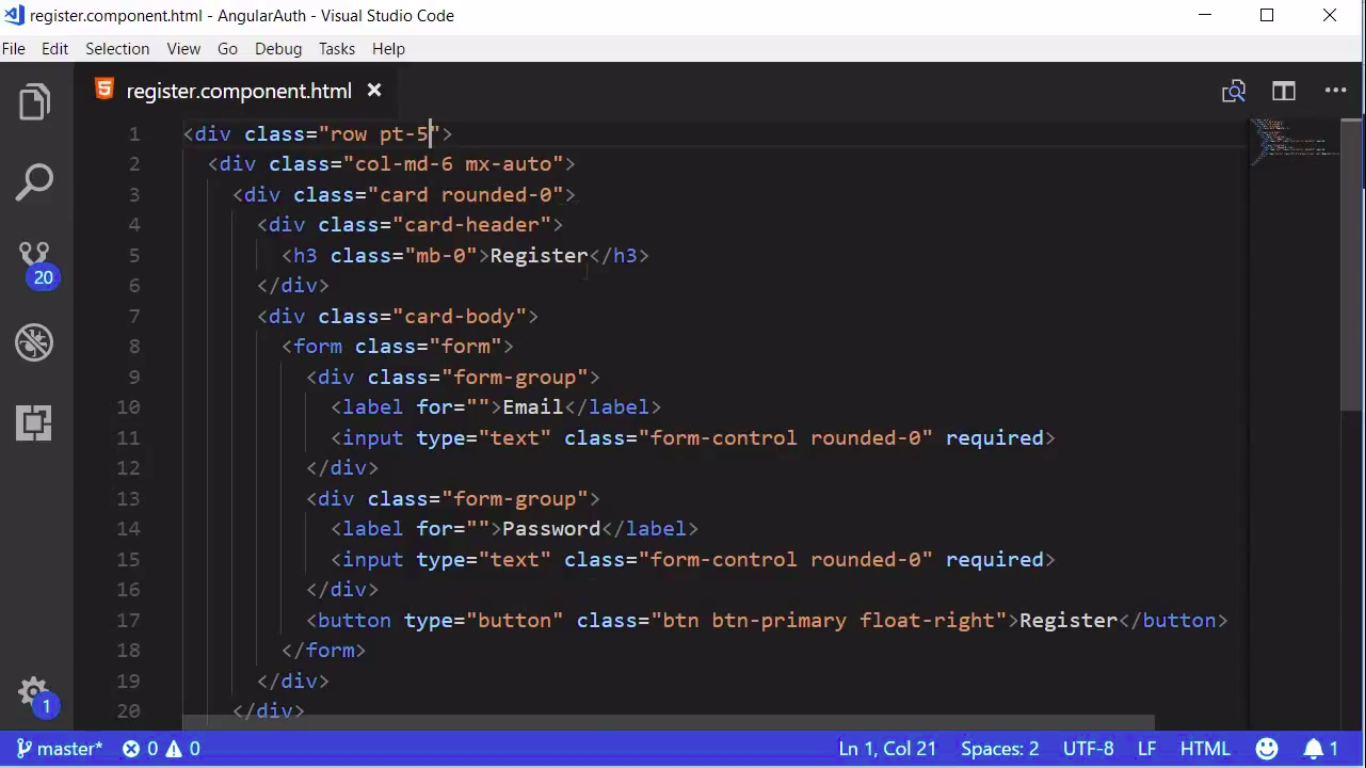 register.component.html - AngularAuth - Visual Studio Code
File Edit Selection View Go Debug Tasks Help
register.component.html
1 <div class="row pt-5">
2 <div class="col-md-6 mx-auto">
3 <div class="card rounded-0">
4 <div class="card-header">
5 <h3 class="mb-0">Register</h3>
6 </div>
7 <div class="card-body">
8 <form class="form">
9 <div class="form-group">
10 <label for="">Email</label>
11 <input type="text" class="form-control rounded-0" required>
12 </div>
13 <div class="form-group">
14 <label for="">Password</label>
15 <input type="text" class="form-control rounded-0" required>
16 </div>
17 <button type="button" class="btn btn-primary float-right">Register</button>
18 </form>
19 </div>
20 </div>
20
1
master* 0 0 Ln 1, Col 21 Spaces: 2 UTF-8 LF HTML 1